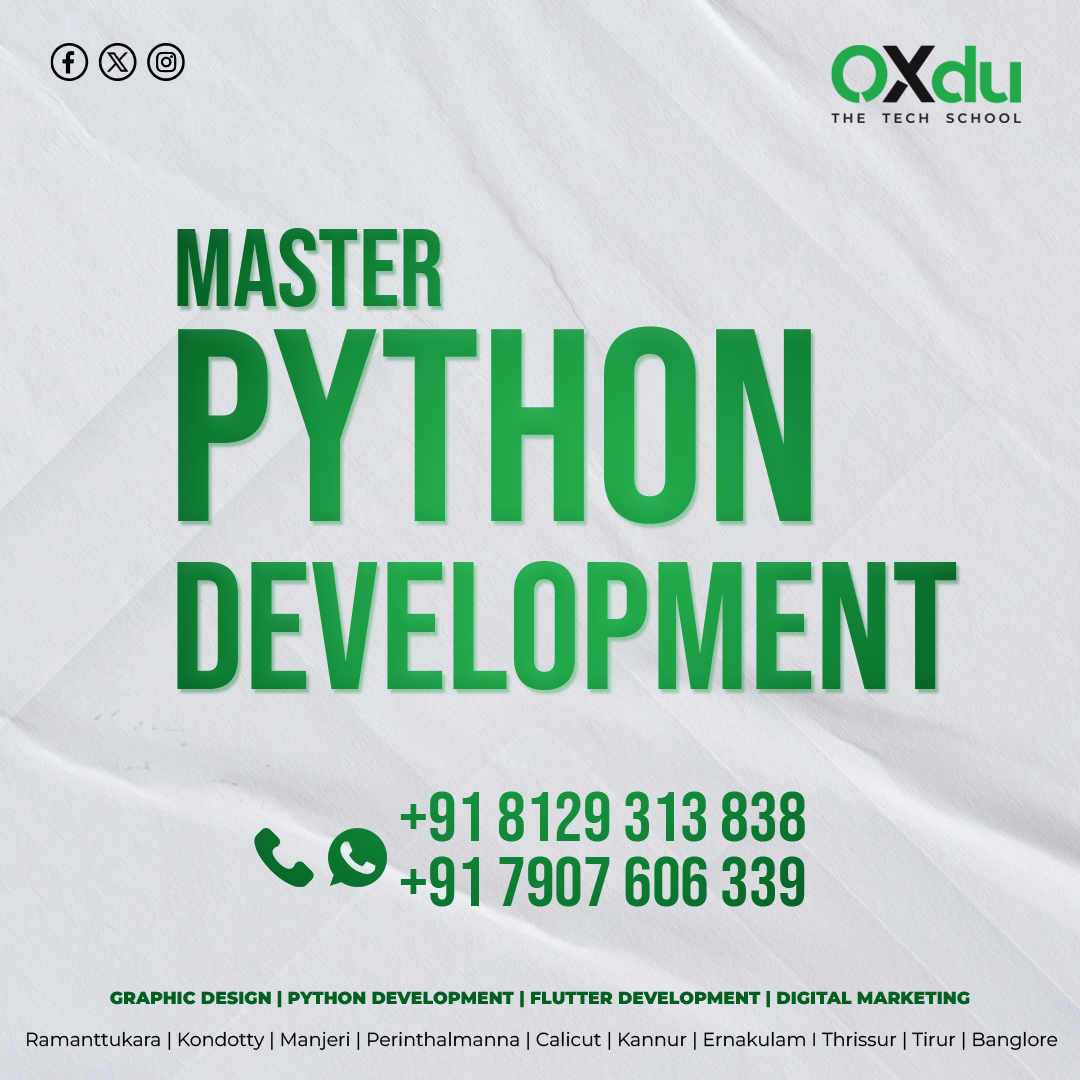 OXdu
THE TECH SCHOOL
MASTER
PYTHON
DEVELOPMENT
+91 8129 313 838
+91 7907 606 339
GRAPHIC DESIGN | PYTHON DEVELOPMENT | FLUTTER DEVELOPMENT | DIGITAL MARKETING
Ramanttukara | Kondotty | Manjeri | Perinthalmanna | Calicut | Kannur | Ernakulam I Thrissur | Tirur | Banglore